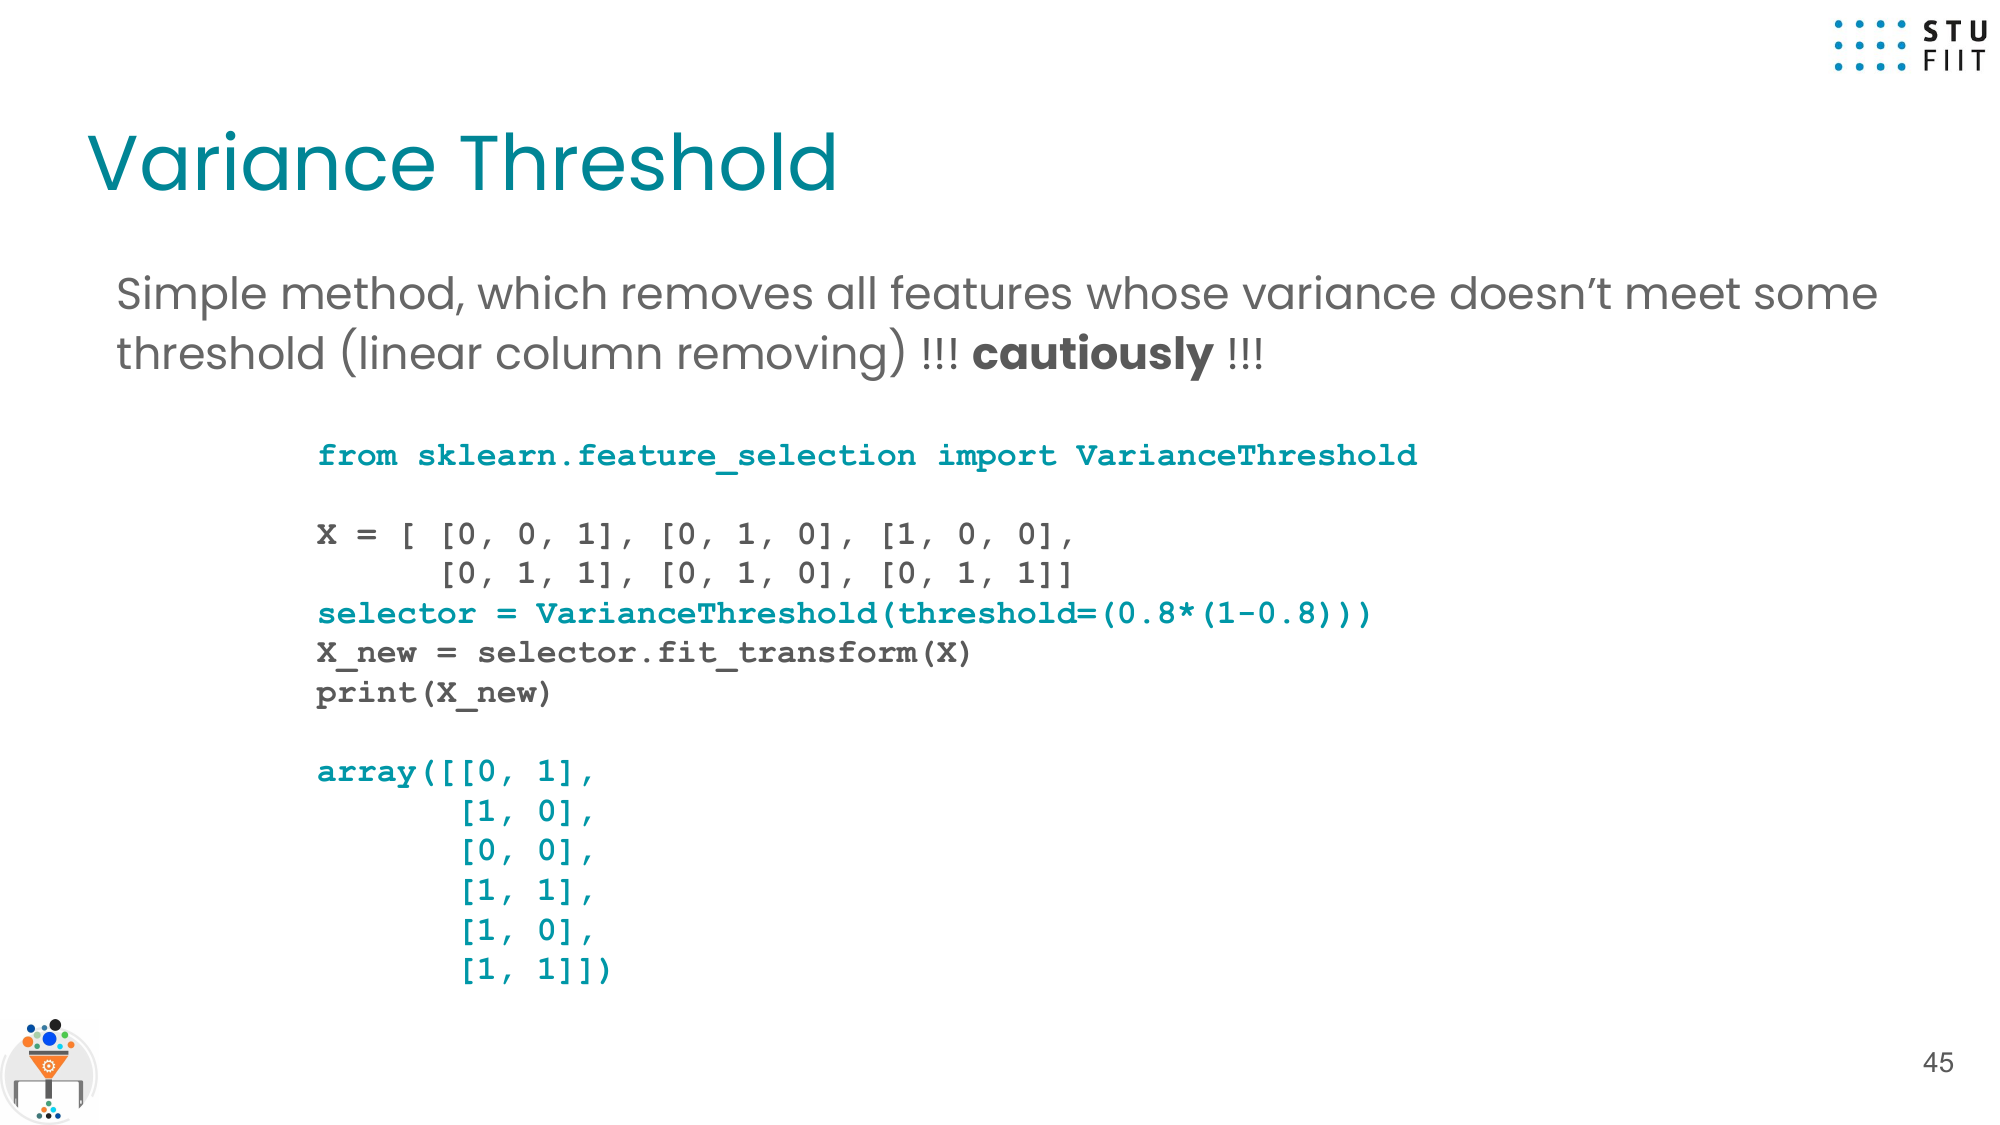 STU
FIIT
Variance Threshold
Simple method, which removes all features whose variance doesn’t meet some
threshold (linear column removing) !!! cautiously !!!
from sklearn.feature_selection import VarianceThreshold
X = [ [0, 0, 1], [0, 1, 0], [1, 0, 0],
[0, 1, 1], [0, 1, 0], [0, 1, 1]]
selector = VarianceThreshold(threshold=(0.8*(1-0.8)))
X_new = selector.fit_transform(X)
print(X_new)
array([[0, 1],
[1, 0],
[0, 0],
[1, 1],
[1, 0],
[1, 1]])
45